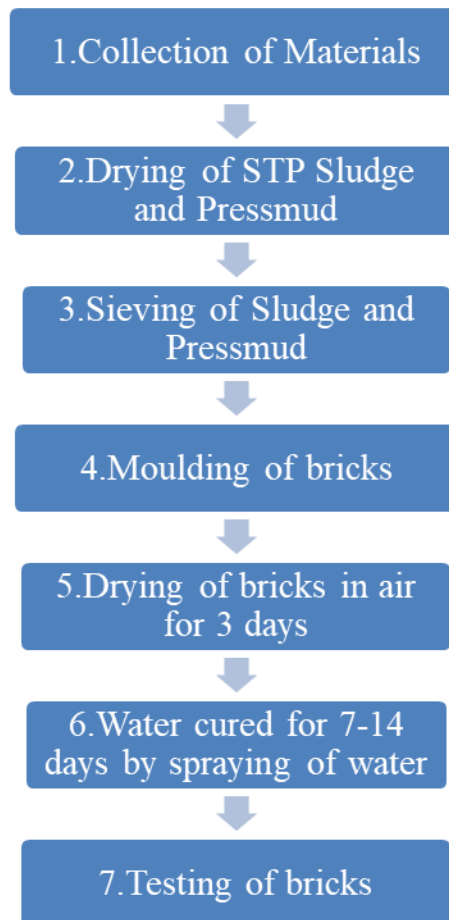 1.Collection of Materials
2.Drying of STP Sludge
and Pressmud
3.Sieving of Sludge and
Pressmud
4.Moulding of bricks
5.Drying of bricks in air
for 3 days
6.Water cured for 7-14
days by spraying of water
7.Testing of bricks